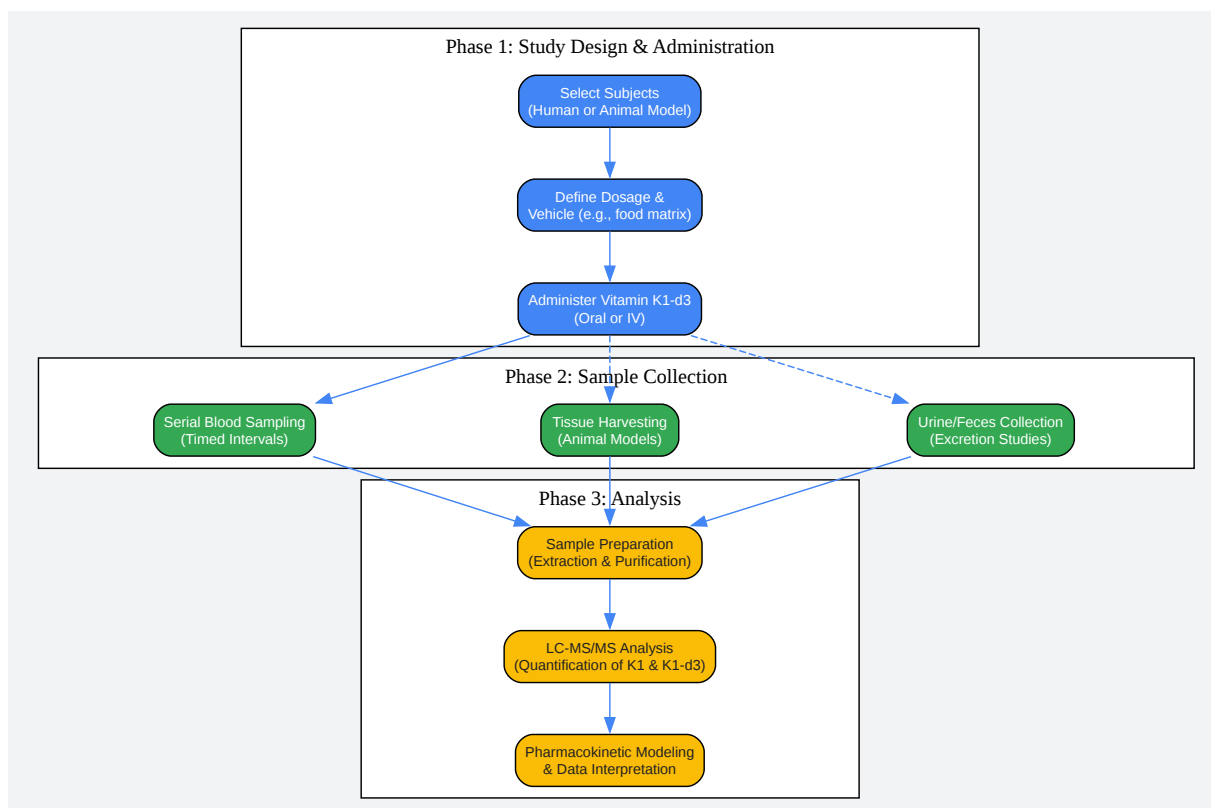 Phase 1: Study Design & Administration
Select Subjects
(Human or Animal Model)
Define Dosage &
Vehicle (e.g., food matrix)
Administer Vitamin K1-d3
(Oral or IV)
Phase 2: Sample Collection
Serial Blood Sampling
(Timed Intervals)
Tissue Harvesting
(Animal Models)
Urine/Feces Collection
(Excretion Studies)
Phase 3: Analysis
Sample Preparation
(Extraction & Purification)
LC-MS/MS Analysis
(Quantification of K1 & K1-d3)
Pharmacokinetic Modeling
& Data Interpretation